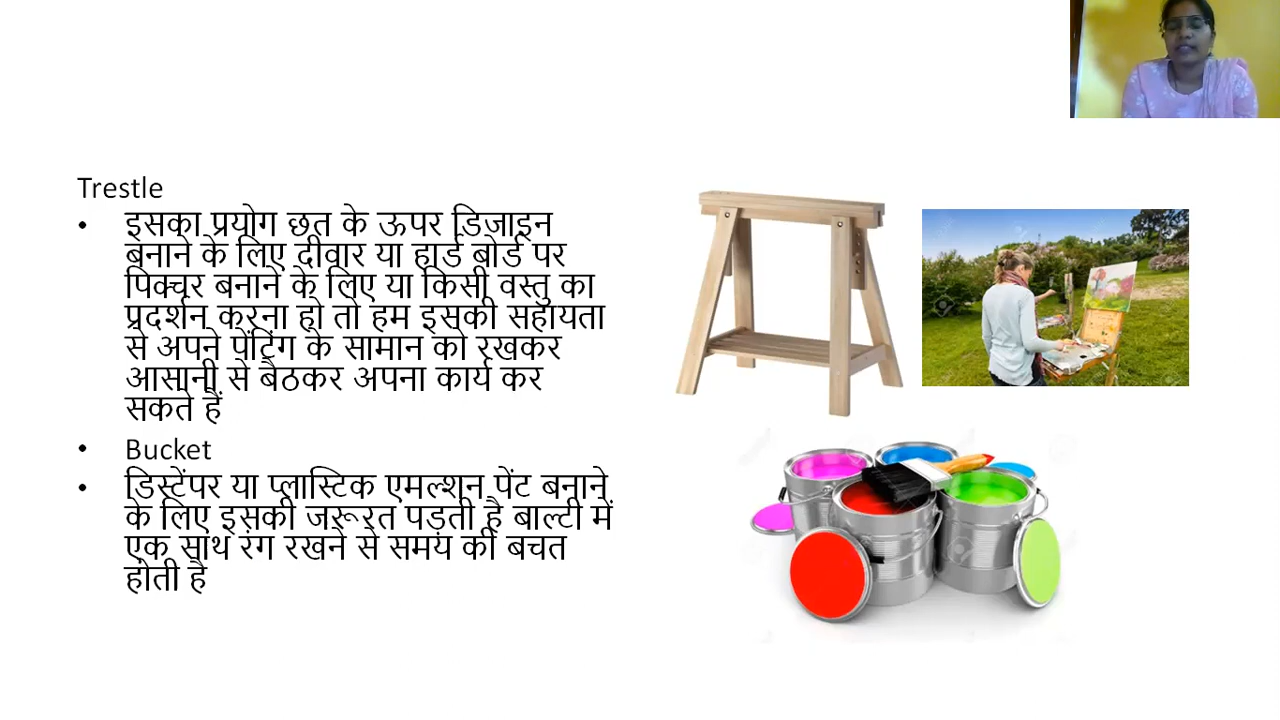 Trestle
• इसका प्रयोग छत के ऊपर डिजाइन
बनाने के लिए दीवार या हार्ड बोर्ड पर
पिक्चर बनाने के लिए या किसी वस्तु का
प्रदर्शन करना हो तो हम इसकी सहायता
से अपने पेंटिंग के सामान को रखकर
आसानी से बैठकर अपना कार्य कर
सकते हैं
• Bucket
• डिस्टेंपर या प्लास्टिक एमल्शन पेंट बनाने
के लिए इसकी जरूरत पड़ती है बाल्टी में
एक साथ रंग रखने से समय की बचत
होती है